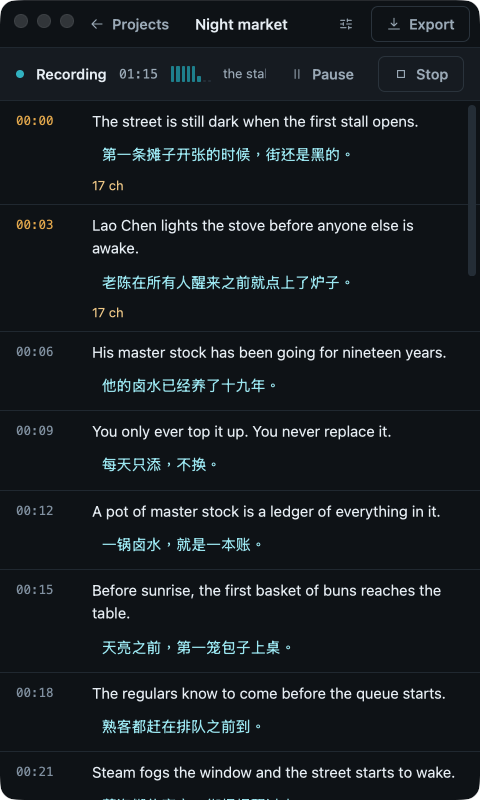 Projects
Night market
Export
Recording
01:15
the stal
Pause
Stop
00:00
The street is still dark when the first stall opens.
第一条摊子开张的时候，街还是黑的。
17 ch
00:03
Lao Chen lights the stove before anyone else is
awake.
老陈在所有人醒来之前就点上了炉子。
17 ch
00:06
His master stock has been going for nineteen years.
他的卤水已经养了十九年。
00:09
You only ever top it up. You never replace it.
每天只添，不换。
00:12
A pot of master stock is a ledger of everything in it.
一锅卤水，就是一本账。
00:15
Before sunrise, the first basket of buns reaches the
table.
天亮之前，第一笼包子上桌。
00:18
The regulars know to come before the queue starts.
熟客都赶在排队之前到。
00:21
Steam fogs the window and the street starts to wake.